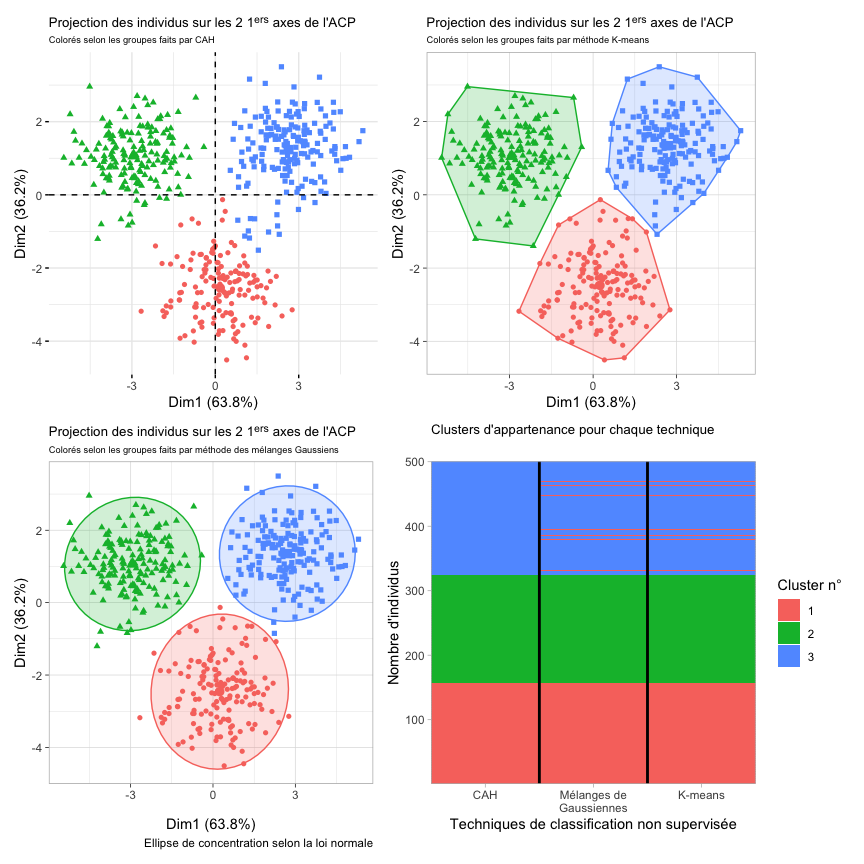 Projection des individus sur les 2 1ers axes de l'ACP
Colorés selon les groupes faits par CAH
Dim2 (36.2%)
2
0
-2
-4
-3
0
3
Dim1 (63.8%)
Projection des individus sur les 2 1ers axes de l'ACP
Colorés selon les groupes faits par méthode K-means
Dim2 (36.2%)
2
0
-2
-4
-3
0
3
Dim1 (63.8%)
Projection des individus sur les 2 1ers axes de l'ACP
Colorés selon les groupes faits par méthode des mélanges Gaussiens
Dim2 (36.2%)
2
0
-2
-4
-3
0
3
Dim1 (63.8%)
Ellipse de concentration selon la loi normale
Clusters d'appartenance pour chaque technique
Nombre d'individus
500
400
300
200
100
CAH
Mélanges de
Gaussiennes
K-means
Techniques de classification non supervisée
Cluster n°
1
2
3